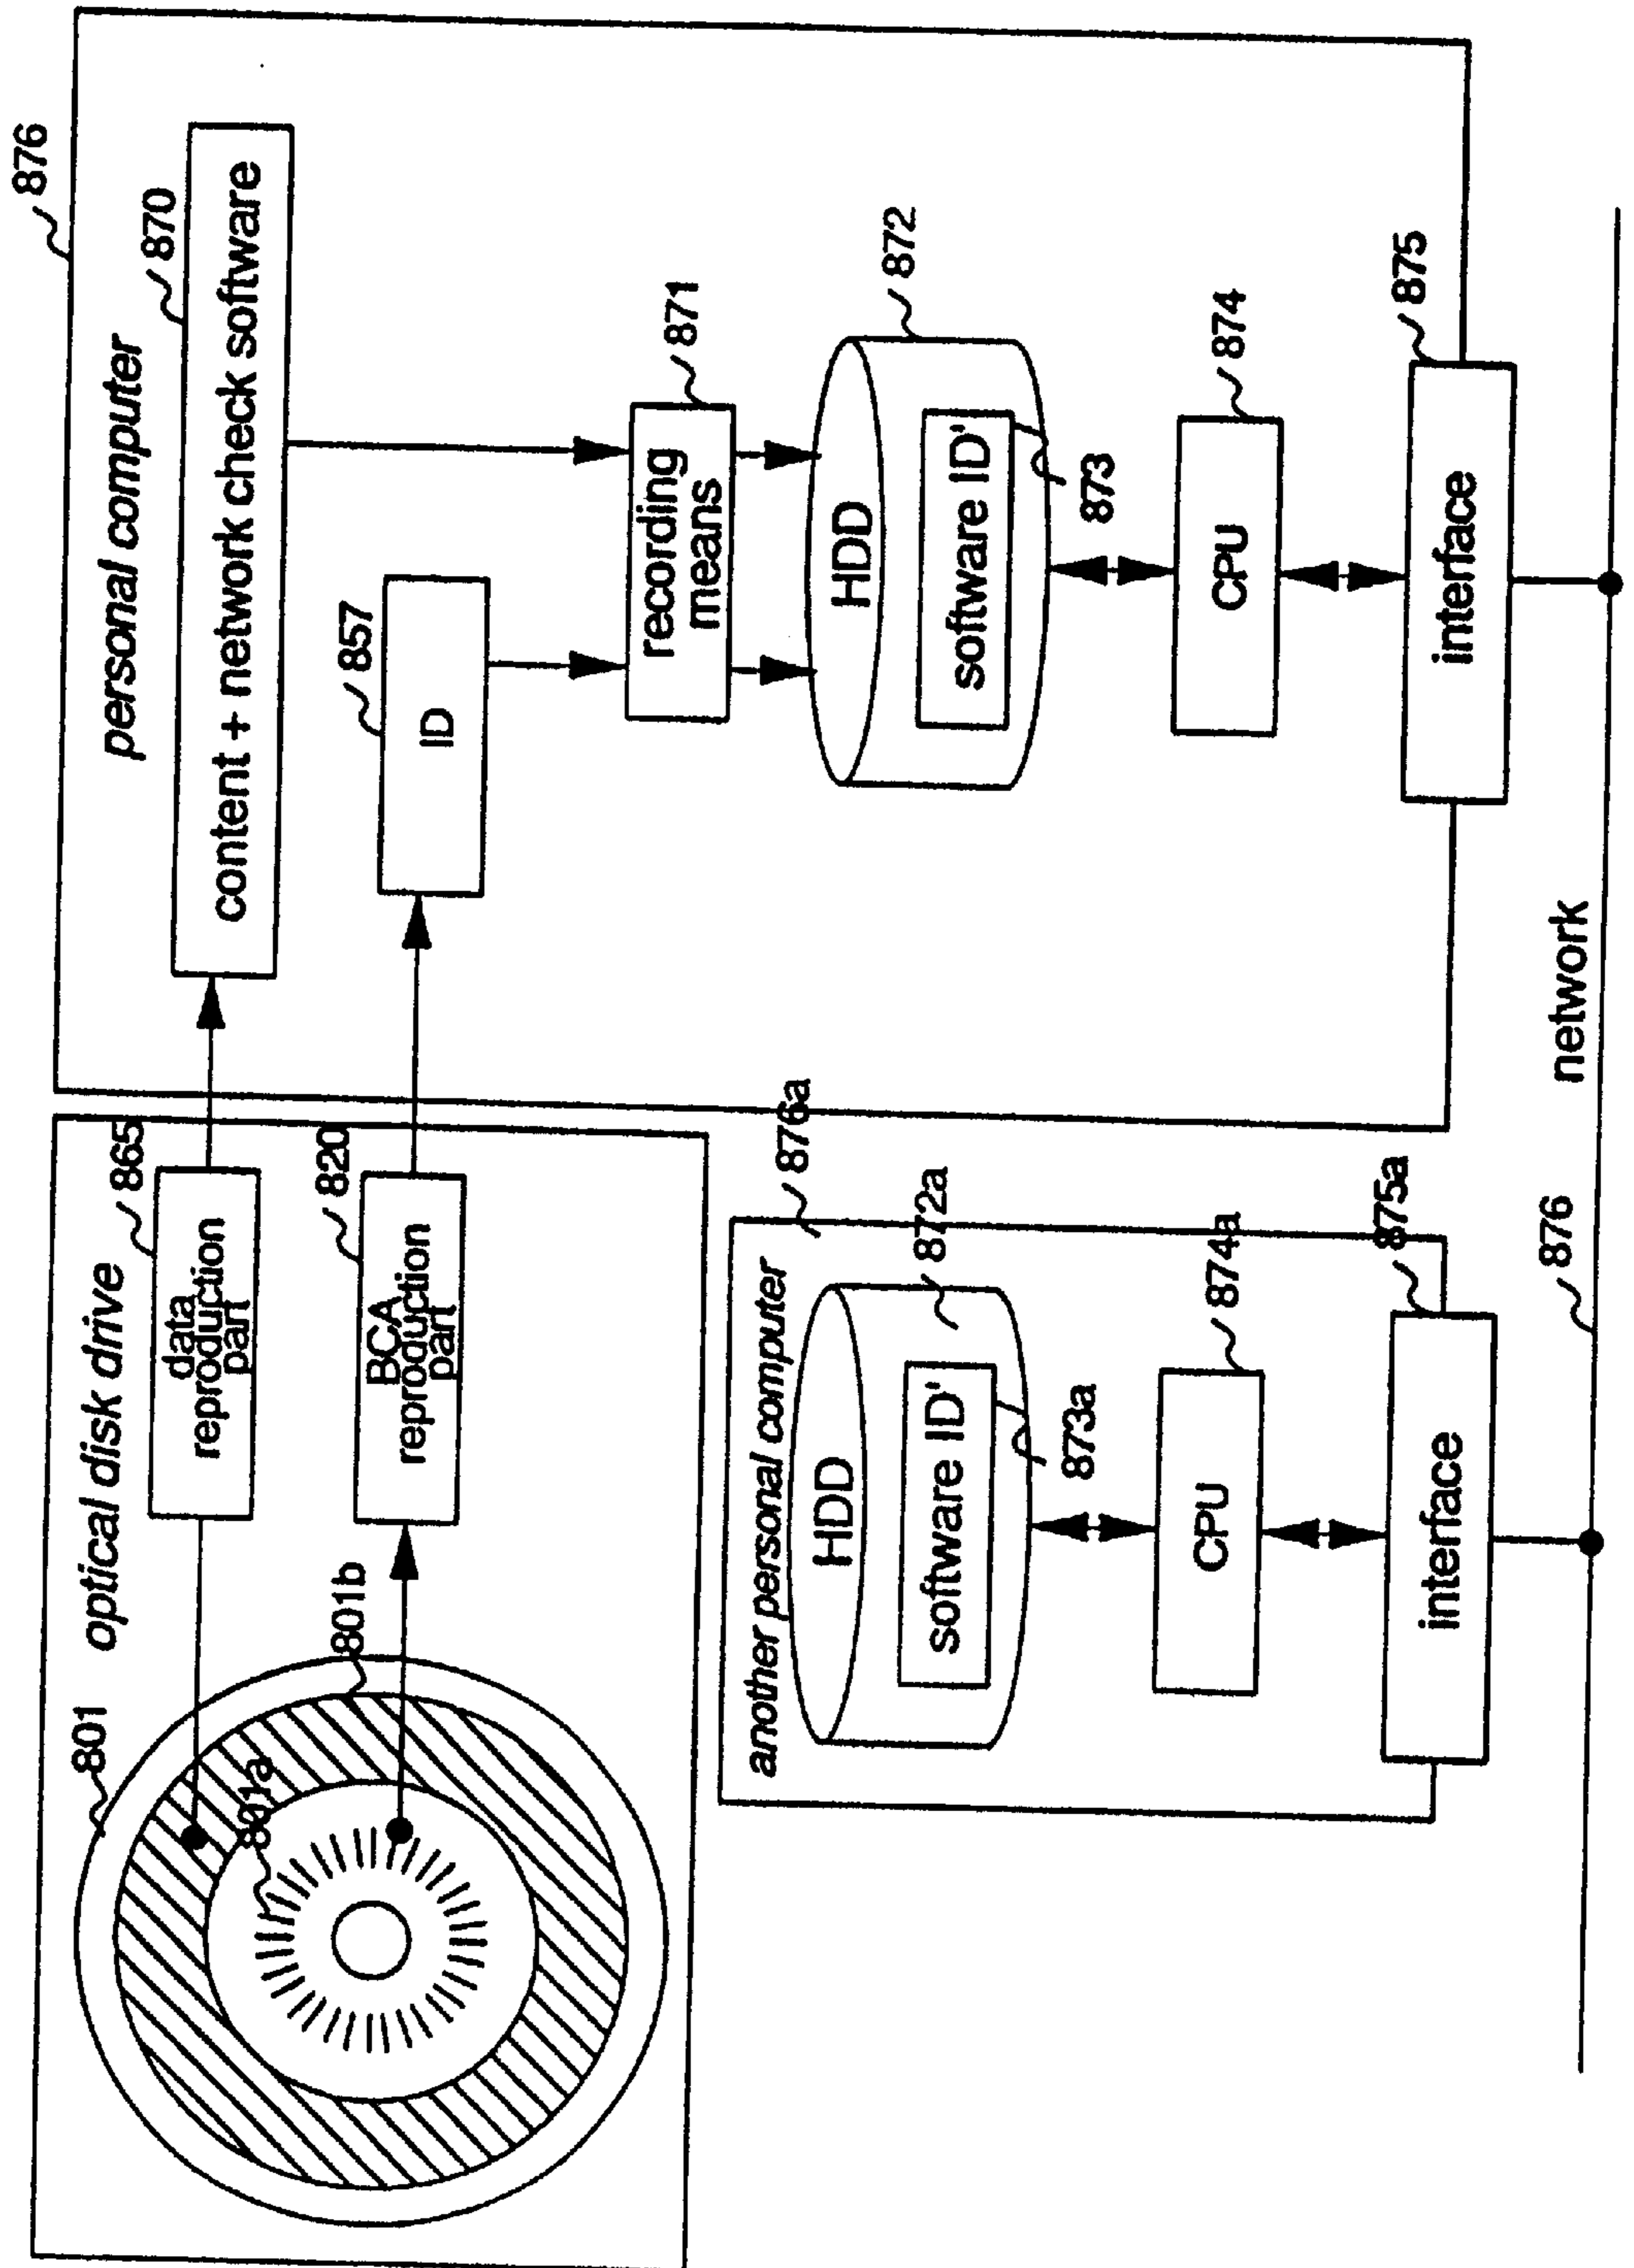 optical disk drive
801
801a
801b
data
reproduction
part
865
BCA
reproduction
part
820
personal computer
876
content + network check software
870
ID
857
recording
means
871
HDD
872
software ID'
873
CPU
874
interface
875
another personal computer
876a
HDD
872a
software ID'
873a
CPU
874a
interface
875a
876
network